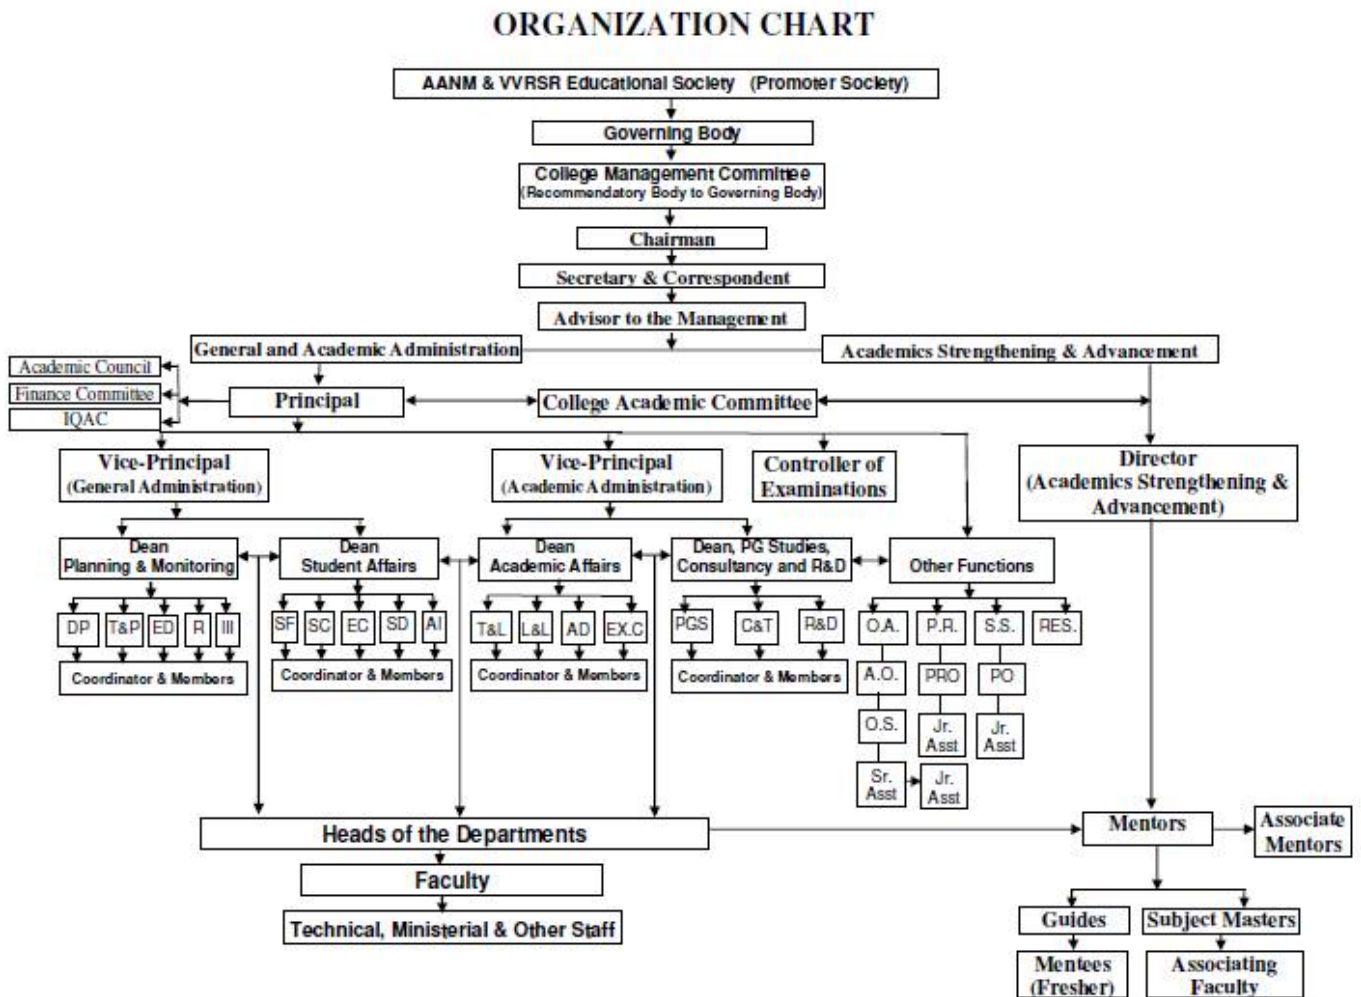 ORGANIZATION CHART
AANM & VVRSR Educational Society (Promoter Society)
Governing Body
College Management Committee
(Recommendatory Body to Governing Body)
Chairman
Secretary & Correspondent
Advisor to the Management
General and Academic Administration
Academics Strengthening & Advancement
Academic Council
Finance Committee
IQAC
Principal
College Academic Committee
Vice-Principal
(General Administration)
Vice-Principal
(Academic Administration)
Controller of
Examinations
Director
(Academics Strengthening &
Advancement)
Dean
Planning & Monitoring
Dean
Student Affairs
Dean
Academic Affairs
Dean, PG Studies,
Consultancy and R&D
Other Functions
DP
T&P
ED
R
III
SF
SC
EC
SD
AI
T&L
L&L
AD
EX.C
PGS
C&T
R&D
O.A.
P.R.
S.S.
RES.
Coordinator & Members
Coordinator & Members
Coordinator & Members
Coordinator & Members
A.O.
PRO
PO
O.S.
Jr.
Asst
Jr.
Asst
Sr.
Asst
Jr.
Asst
Heads of the Departments
Mentors
Associate
Mentors
Faculty
Technical, Ministerial & Other Staff
Guides
Subject Masters
Mentees
(Fresher)
Associating
Faculty